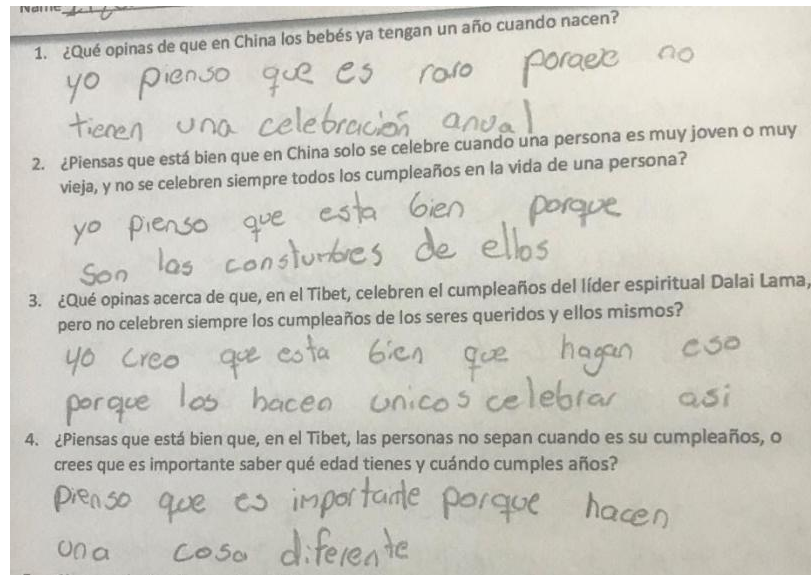 Name
1. ¿Qué opinas de que en China los bebés ya tengan un año cuando nacen?
yo pienso que es raro poraee no
tienen una celebracion anual
2. ¿Piensas que está bien que en China solo se celebre cuando una persona es muy joven o muy
vieja, y no se celebren siempre todos los cumpleaños en la vida de una persona?
yo pienso que esta bien porque
son las constumbres de ellos
3. ¿Qué opinas acerca de que, en el Tibet, celebren el cumpleaños del líder espiritual Dalai Lama,
pero no celebren siempre los cumpleaños de los seres queridos y ellos mismos?
yo creo que esta bien que hagan eso
porque los hacen unicos celebrar asi
4. ¿Piensas que está bien que, en el Tibet, las personas no sepan cuando es su cumpleaños, o
crees que es importante saber qué edad tienes y cuándo cumples años?
Pienso que es importante porque hacen
una cosa diferente